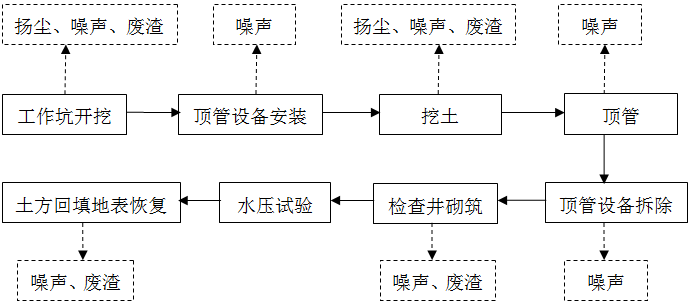 扬尘、噪声、废渣
噪声
扬尘、噪声、废渣
噪声
工作坑开挖
顶管设备安装
挖土
顶管
土方回填地表恢复
水压试验
检查井砌筑
顶管设备拆除
噪声、废渣
噪声、废渣
噪声